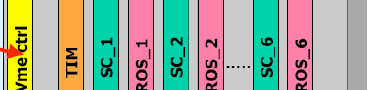 Vme ctrl
TIM
SC_1
ROS_1
SC_2
ROS_2
.....
SC_6
ROS_6